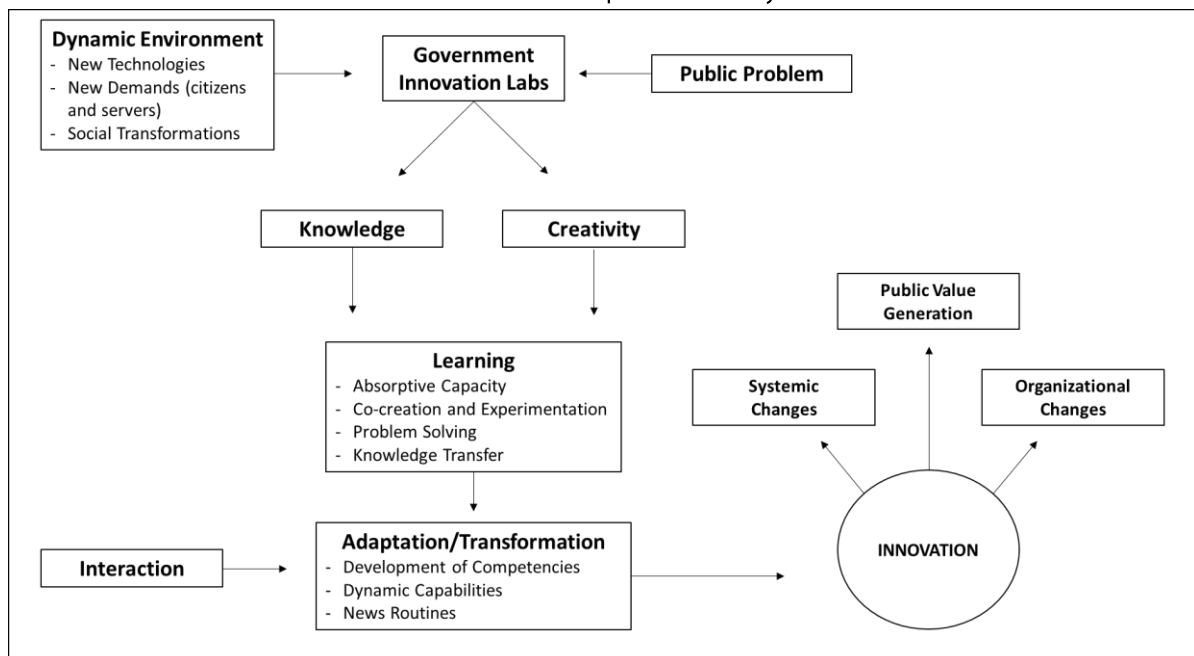 Dynamic Environment
- New Technologies
- New Demands (citizens
and servers)
- Social Transformations
Government
Innovation Labs
Public Problem
Knowledge
Creativity
Learning
- Absorptive Capacity
- Co-creation and Experimentation
- Problem Solving
- Knowledge Transfer
Public Value
Generation
Systemic
Changes
Organizational
Changes
Interaction
Adaptation/Transformation
- Development of Competencies
- Dynamic Capabilities
- News Routines
INNOVATION